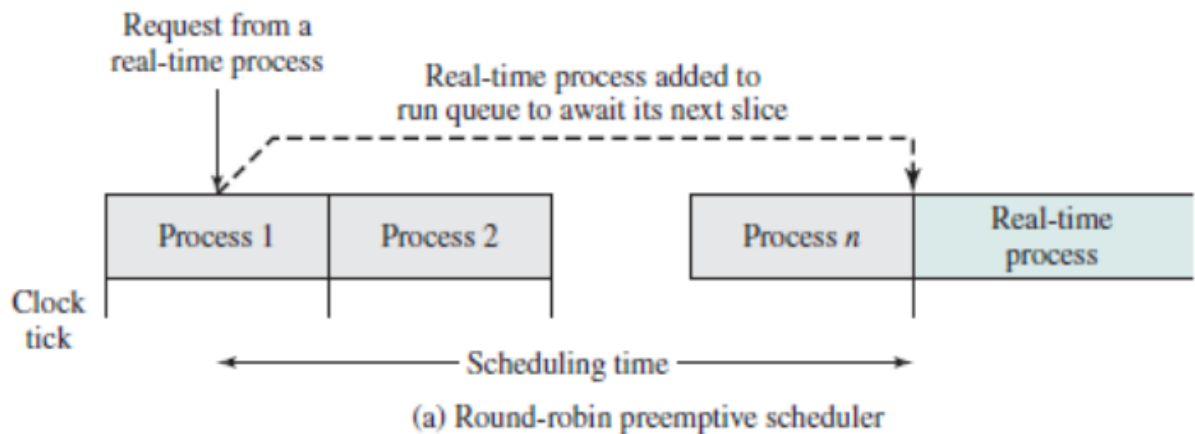 Request from a
real-time process
Real-time process added to
run queue to await its next slice
Process 1
Process 2
Process n
Real-time
process
Clock
tick
Scheduling time
(a) Round-robin preemptive scheduler